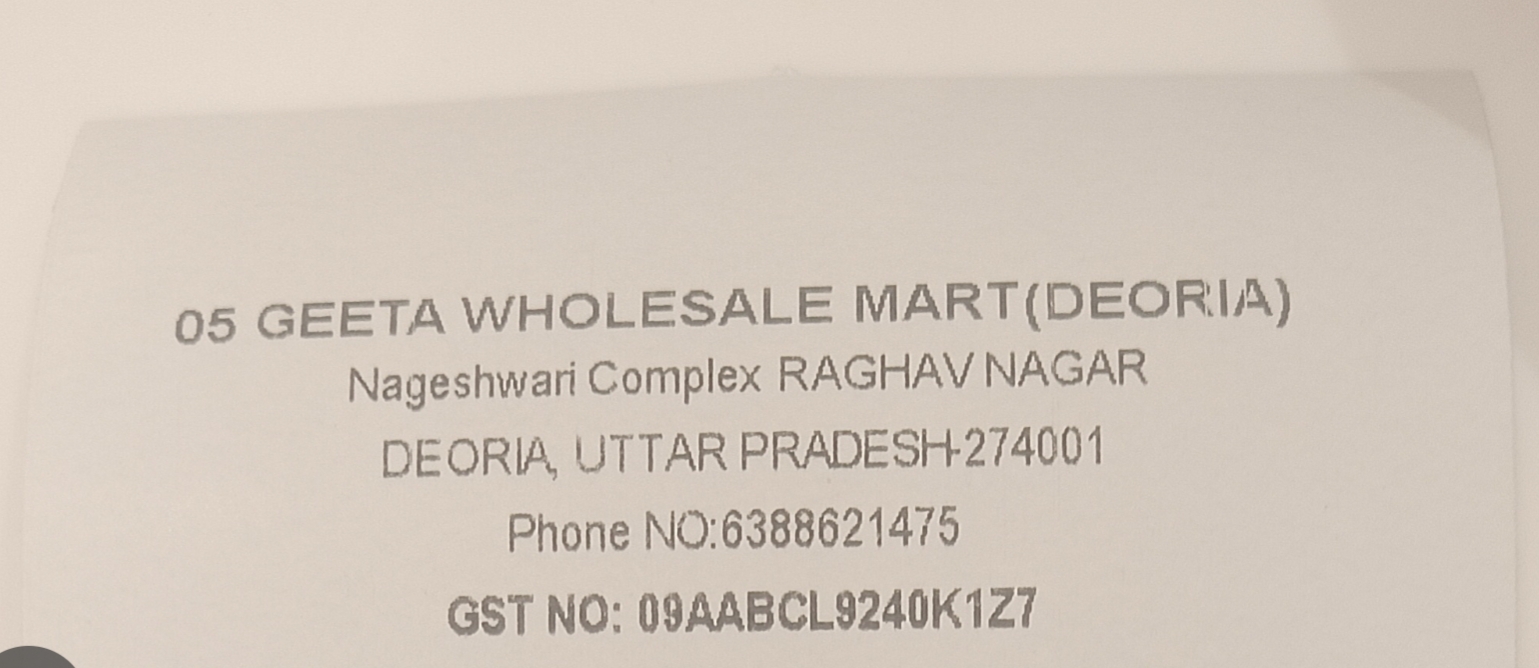 05 GEETA WHOLESALE MART(DEORIA)
Nageshwari Complex RAGHAV NAGAR
DEORIA, UTTAR PRADESH-274001
Phone NO:6388621475
GST NO: 09AABCL9240K1Z7